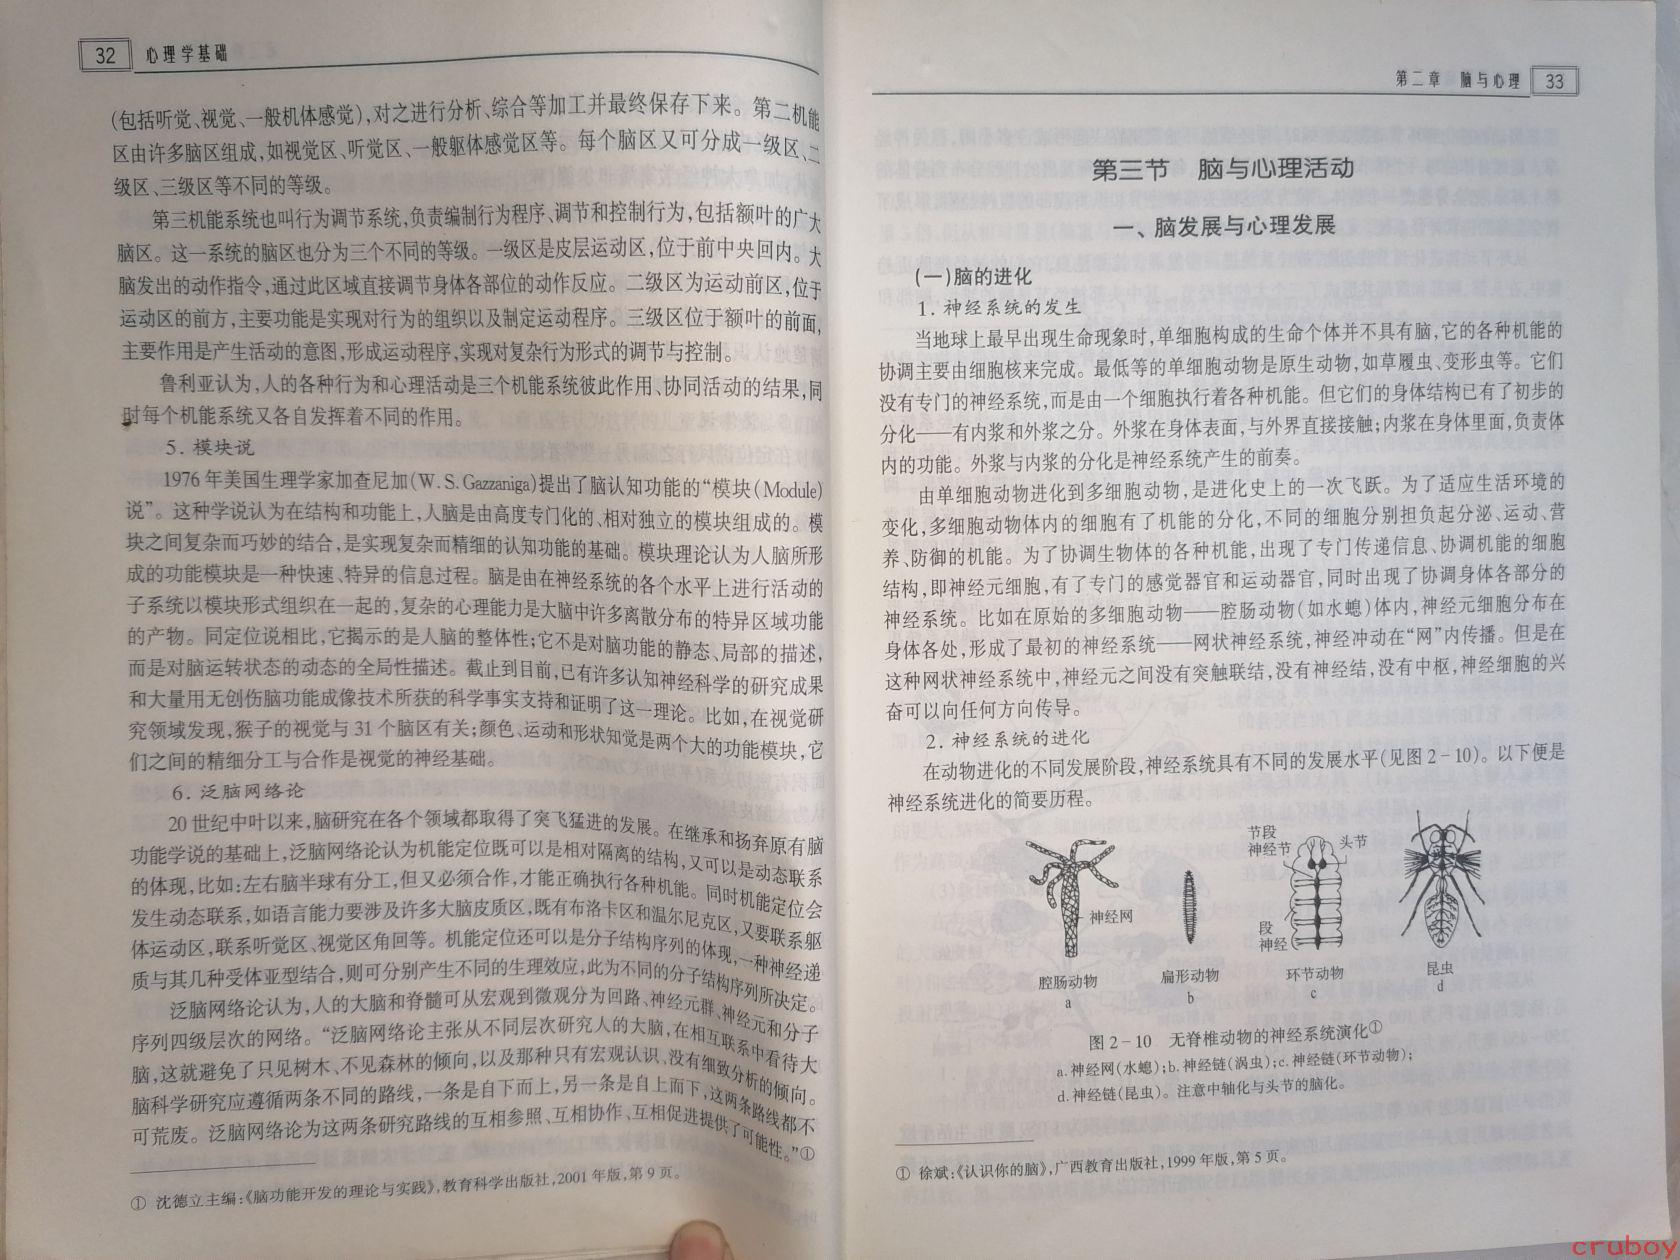 32 心理学基础
(包括听觉、视觉、一般机体感觉),对之进行分析、综合等加工并最终保存下来。第二机能
区由许多脑区组成,如视觉区、听觉区、一般躯体感觉区等。每个脑区又可分成一级区、二
级区、三级区等不同的等级。
第三机能系统也叫行为调节系统,负责编制行为程序、调节和控制行为,包括额叶的广大
脑区。这一系统的脑区也分为三个不同的等级。一级区是皮层运动区,位于前中央回内。大
脑发出的动作指令,通过此区域直接调节身体各部位的动作反应。二级区为运动前区,位于
运动区的前方,主要功能是实现对行为的组织以及制定运动程序。三级区位于额叶的前面,
主要作用是产生活动的意图,形成运动程序,实现对复杂行为形式的调节与控制。
鲁利亚认为,人的各种行为和心理活动是三个机能系统彼此作用、协同活动的结果,同
时每个机能系统又各自发挥着不同的作用。
5. 模块说
1976年美国生理学家加查尼加(W. S. Gazzaniga)提出了脑认知功能的“模块(Module)
说”。这种学说认为在结构和功能上,人脑是由高度专门化的、相对独立的模块组成的。模
块之间复杂而巧妙的结合,是实现复杂而精细的认知功能的基础。模块理论认为人脑所形
成的功能模块是一种快速、特异的信息过程。脑是由在神经系统的各个水平上进行活动的
子系统以模块形式组织在一起的,复杂的心理能力是大脑中许多离散分布的特异区域功能
的产物。同定位说相比,它揭示的是人脑的整体性;它不是对脑功能的静态、局部的描述,
而是对脑运转状态的动态的全局性描述。截止到目前,已有许多认知神经科学的研究成果
和大量用无创伤脑功能成像技术所获的科学事实支持和证明了这一理论。比如,在视觉研
究领域发现,猴子的视觉与31个脑区有关;颜色、运动和形状知觉是两个大的功能模块,它
们之间的精细分工与合作是视觉的神经基础。
6. 泛脑网络论
20世纪中叶以来,脑研究在各个领域都取得了突飞猛进的发展。在继承和扬弃原有脑
功能学说的基础上,泛脑网络论认为机能定位既可以是相对隔离的结构,又可以是动态联系
的体现,比如:左右脑半球有分工,但又必须合作,才能正确执行各种机能。同时机能定位会
发生动态联系,如语言能力要涉及许多大脑皮质区,既有布洛卡区和温尔尼克区,又要联系躯
体运动区,联系听觉区、视觉区角回等。机能定位还可以是分子结构序列的体现,一种神经递
质与其几种受体亚型结合,则可分别产生不同的生理效应,此为不同的分子结构序列所决定。
泛脑网络论认为,人的大脑和脊髓可从宏观到微观分为回路、神经元群、神经元和分子
序列四级层次的网络。“泛脑网络论主张从不同层次研究人的大脑,在相互联系中看待大
脑,这就避免了只见树木、不见森林的倾向,以及那种只有宏观认识、没有细致分析的倾向。
脑科学研究应遵循两条不同的路线,一条是自下而上,另一条是自上而下,这两条路线都不
可荒废。泛脑网络论为这两条研究路线的互相参照、互相协作、互相促进提供了可能性。”①
① 沈德立主编:《脑功能开发的理论与实践》,教育科学出版社,2001年版,第9页。
第二章 脑与心理 33
第三节 脑与心理活动
一、脑发展与心理发展
(一)脑的进化
1. 神经系统的发生
当地球上最早出现生命现象时,单细胞构成的生命个体并不具有脑,它的各种机能的
协调主要由细胞核来完成。最低等的单细胞动物是原生动物,如草履虫、变形虫等。它们
没有专门的神经系统,而是由一个细胞执行着各种机能。但它们的身体结构已有了初步的
分化——有内浆和外浆之分。外浆在身体表面,与外界直接接触;内浆在身体里面,负责体
内的功能。外浆与内浆的分化是神经系统产生的前奏。
由单细胞动物进化到多细胞动物,是进化史上的一次飞跃。为了适应生活环境的
变化,多细胞动物体内的细胞有了机能的分化,不同的细胞分别担负起分泌、运动、营
养、防御的机能。为了协调生物体的各种机能,出现了专门传递信息、协调机能的细胞
结构,即神经元细胞,有了专门的感觉器官和运动器官,同时出现了协调身体各部分的
神经系统。比如在原始的多细胞动物——腔肠动物(如水螅)体内,神经元细胞分布在
身体各处,形成了最初的神经系统——网状神经系统,神经冲动在“网”内传播。但是在
这种网状神经系统中,神经元之间没有突触联结,没有神经结,没有中枢,神经细胞的兴
奋可以向任何方向传导。
2. 神经系统的进化
在动物进化的不同发展阶段,神经系统具有不同的发展水平(见图2-10)。以下便是
神经系统进化的简要历程。
节段
神经节
头节
神经网
段
神经
腔肠动物 扁形动物 环节动物 昆虫
a b c d
图2-10 无脊椎动物的神经系统演化①
a. 神经网(水螅);b. 神经链(涡虫);c. 神经链(环节动物);
d. 神经链(昆虫)。注意中轴化与头节的脑化。
① 徐斌:《认识你的脑》,广西教育出版社,1999年版,第5页。
cruboy